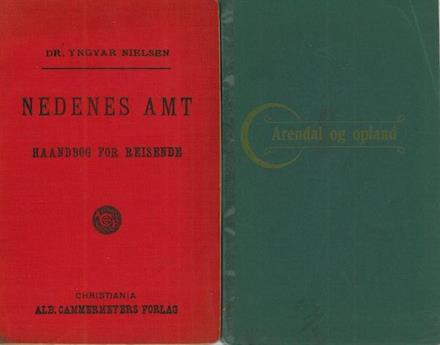 DR. YNGVAR NIELSEN
NEDENES AMT
HAANDBOG FOR REISENDE
CHRISTIANIA
ALB. CAMMERMEYERS FORLAG
Arendal og opland